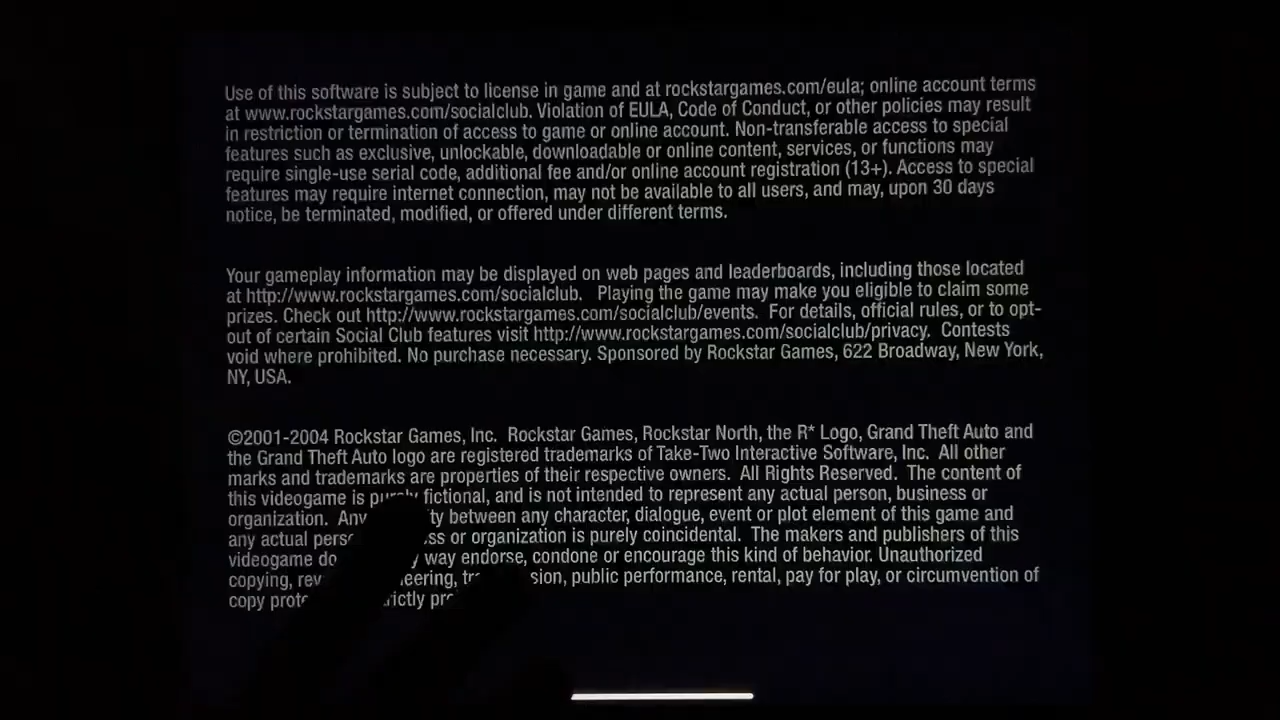 Use of this software is subject to license in game and at rockstargames.com/eula; online account terms
at www.rockstargames.com/socialclub. Violation of EULA, Code of Conduct, or other policies may result
in restriction or termination of access to game or online account. Non-transferable access to special
features such as exclusive, unlockable, downloadable or online content, services, or functions may
require single-use serial code, additional fee and/or online account registration (13+). Access to special
features may require internet connection, may not be available to all users, and may, upon 30 days
notice, be terminated, modified, or offered under different terms.
Your gameplay information may be displayed on web pages and leaderboards, including those located
at http://www.rockstargames.com/socialclub. Playing the game may make you eligible to claim some
prizes. Check out http://www.rockstargames.com/socialclub/events. For details, official rules, or to opt-
out of certain Social Club features visit http://www.rockstargames.com/socialclub/privacy. Contests
void where prohibited. No purchase necessary. Sponsored by Rockstar Games, 622 Broadway, New York,
NY, USA.
©2001-2004 Rockstar Games, Inc. Rockstar Games, Rockstar North, the R* Logo, Grand Theft Auto and
the Grand Theft Auto logo are registered trademarks of Take-Two Interactive Software, Inc. All other
marks and trademarks are properties of their respective owners. All Rights Reserved. The content of
this videogame is purely fictional, and is not intended to represent any actual person, business or
organization. Any between any character, dialogue, event or plot element of this game and
any actual or organization is purely coincidental. The makers and publishers of this
videogame way endorse, condone or encourage this kind of behavior. Unauthorized
copying, public performance, rental, pay for play, or circumvention of
copy